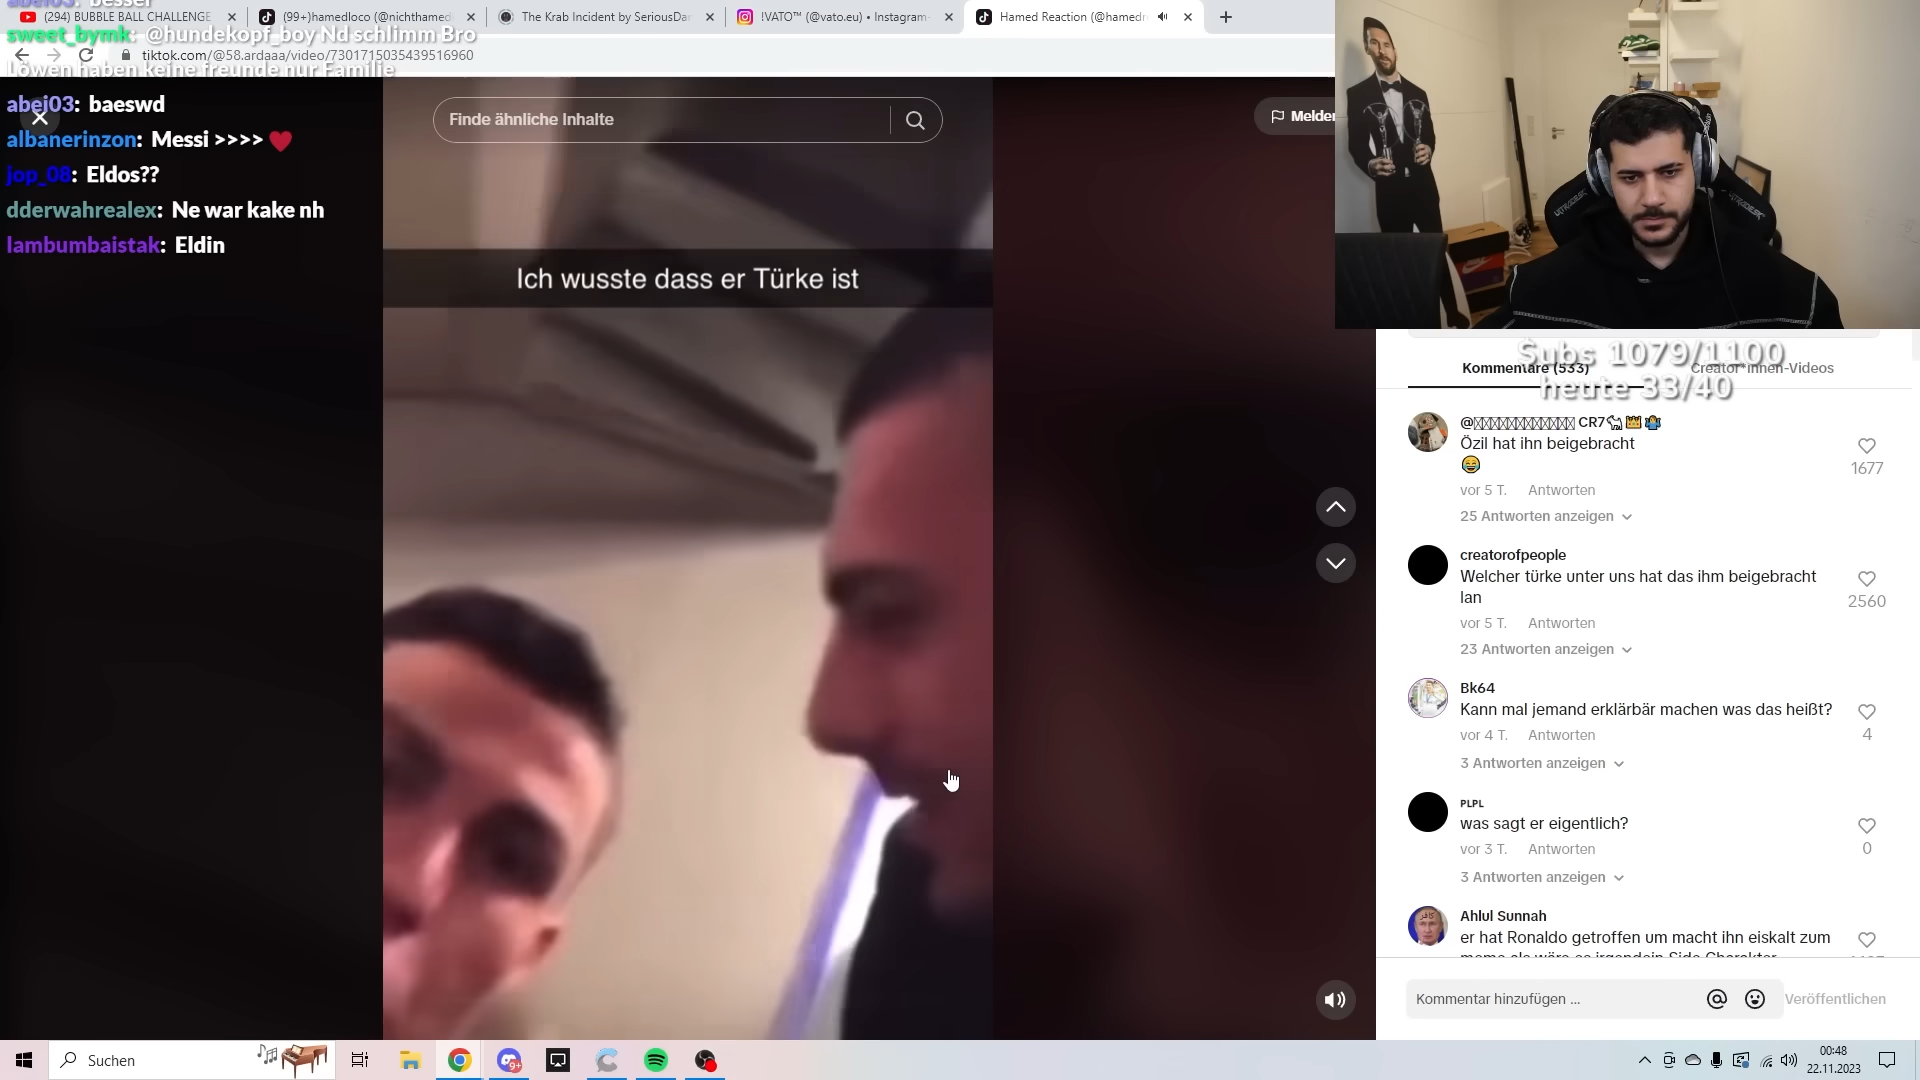 (294) BUBBLE BALL CHALLENGE
(99+)hamedloco (@nichthamed
The Krab Incident by SeriousDa
!VATO™ (@vato.eu) • Instagram
Hamed Reaction (@hamedr
tiktok.com/@58.ardaaa/video/7301715035439516960
sweet_bymk: @hundekopf_boy Nd schlimm Bro
Löwen haben keine freunde nur Familie
abei03: baeswd
albanerinzon: Messi >>>> ❤️
jop_08: Eldos??
dderwahrealex: Ne war kake nh
lambumbaistak: Eldin
Finde ähnliche Inhalte
Melden
Ich wusste dass er Türke ist
Subs 1079/1100
heute 33/40
Kommentare (533)
Creator*innen-Videos
CR7🐐👑🤷‍♂️
Özil hat ihn beigebracht
😂
1677
vor 5 T. Antworten
25 Antworten anzeigen
creatorofpeople
Welcher türke unter uns hat das ihm beigebracht
lan
2560
vor 5 T. Antworten
23 Antworten anzeigen
Bk64
Kann mal jemand erklärbär machen was das heißt?
4
vor 4 T. Antworten
3 Antworten anzeigen
PLPL
was sagt er eigentlich?
0
vor 3 T. Antworten
3 Antworten anzeigen
Ahlul Sunnah
er hat Ronaldo getroffen um macht ihn eiskalt zum
Kommentar hinzufügen ...
Veröffentlichen
Suchen
00:48
22.11.2023